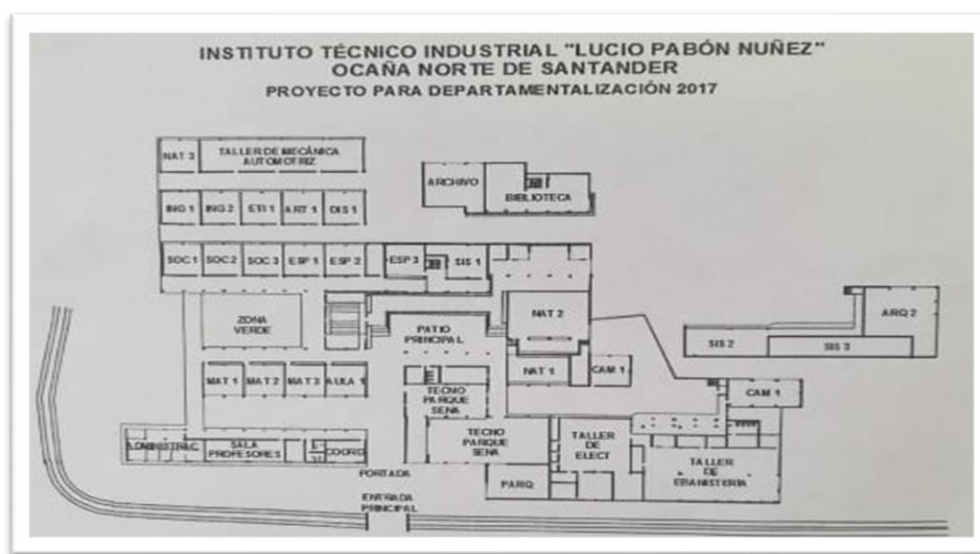 INSTITUTO TÉCNICO INDUSTRIAL "LUCIO PABÓN NUÑEZ"
OCAÑA NORTE DE SANTANDER
PROYECTO PARA DEPARTAMENTALIZACIÓN 2017
NAT 3
TALLER DE MECÁNICA
AUTOMOTRIZ
ARCHIVO
BIBLIOTECA
ING 1 ING 2 ETI 1 ART 1 DIS 1
SOC 1 SOC 2 SOC 3 ESP 1 ESP 2 ESP 3 SIS 1
ZONA
VERDE
PATIO
PRINCIPAL
NAT 2
ARQ 2
SIS 2
SIS 3
NAT 1
CAM 1
MAT 1 MAT 2 MAT 3 AULA 1
TECNO
PARQUE
SENA
CAM 1
TECNO
PARQUE
SENA
TALLER
DE
ELECT
TALLER
DE
EBANISTERÍA
SALA
PROFESORES
COORD
PORTADA
PARQ
ENTRADA
PRINCIPAL